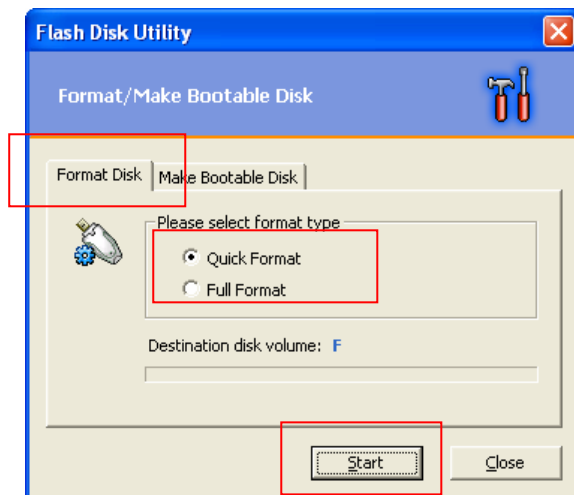 Flash Disk Utility
Format/Make Bootable Disk
Format Disk Make Bootable Disk
Please select format type
Quick Format
Full Format
Destination disk volume: F
Start Close